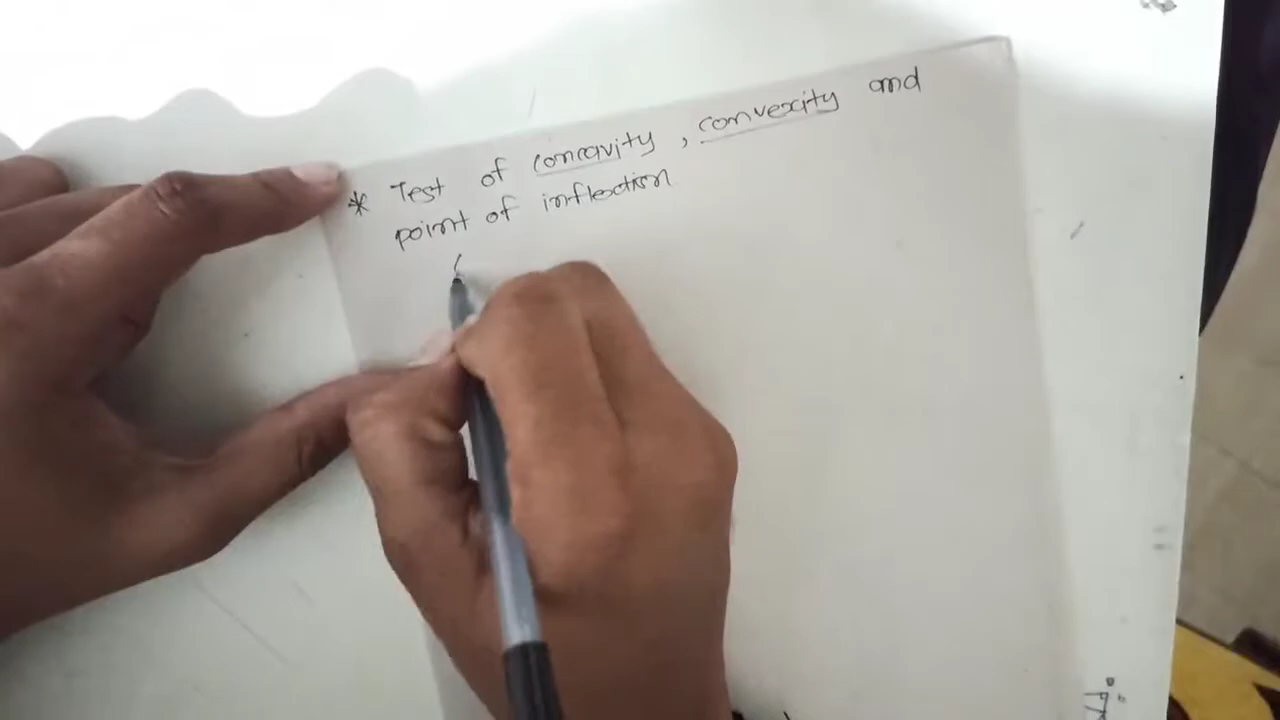 * Test of concavity, convexity and
point of inflection